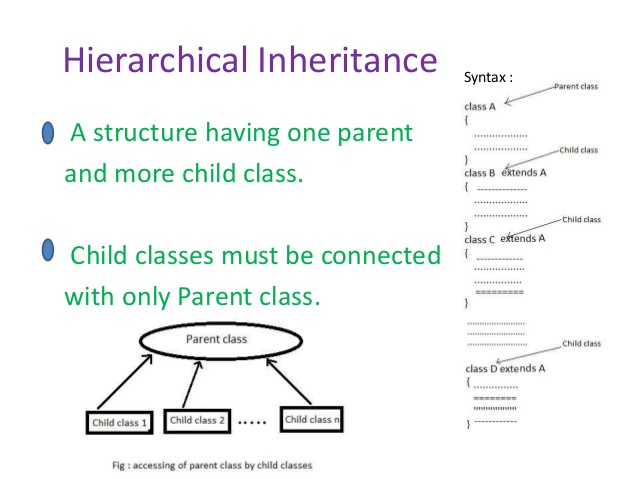 Hierarchical Inheritance
A structure having one parent
and more child class.
Child classes must be connected
with only Parent class.
Parent class
Child class 1
Child class 2
.....
Child class n
Fig : accessing of parent class by child classes
Syntax :
Parent class
class A
{
..................
..................
}
Child class
class B extends A
{ --------------
..................
..................
}
Child class
class C extends A
{ -------------
.................
................
=========
}
........................
........................
........................
Child class
class D extends A
{ ...............
========
"""""""""
} ------------